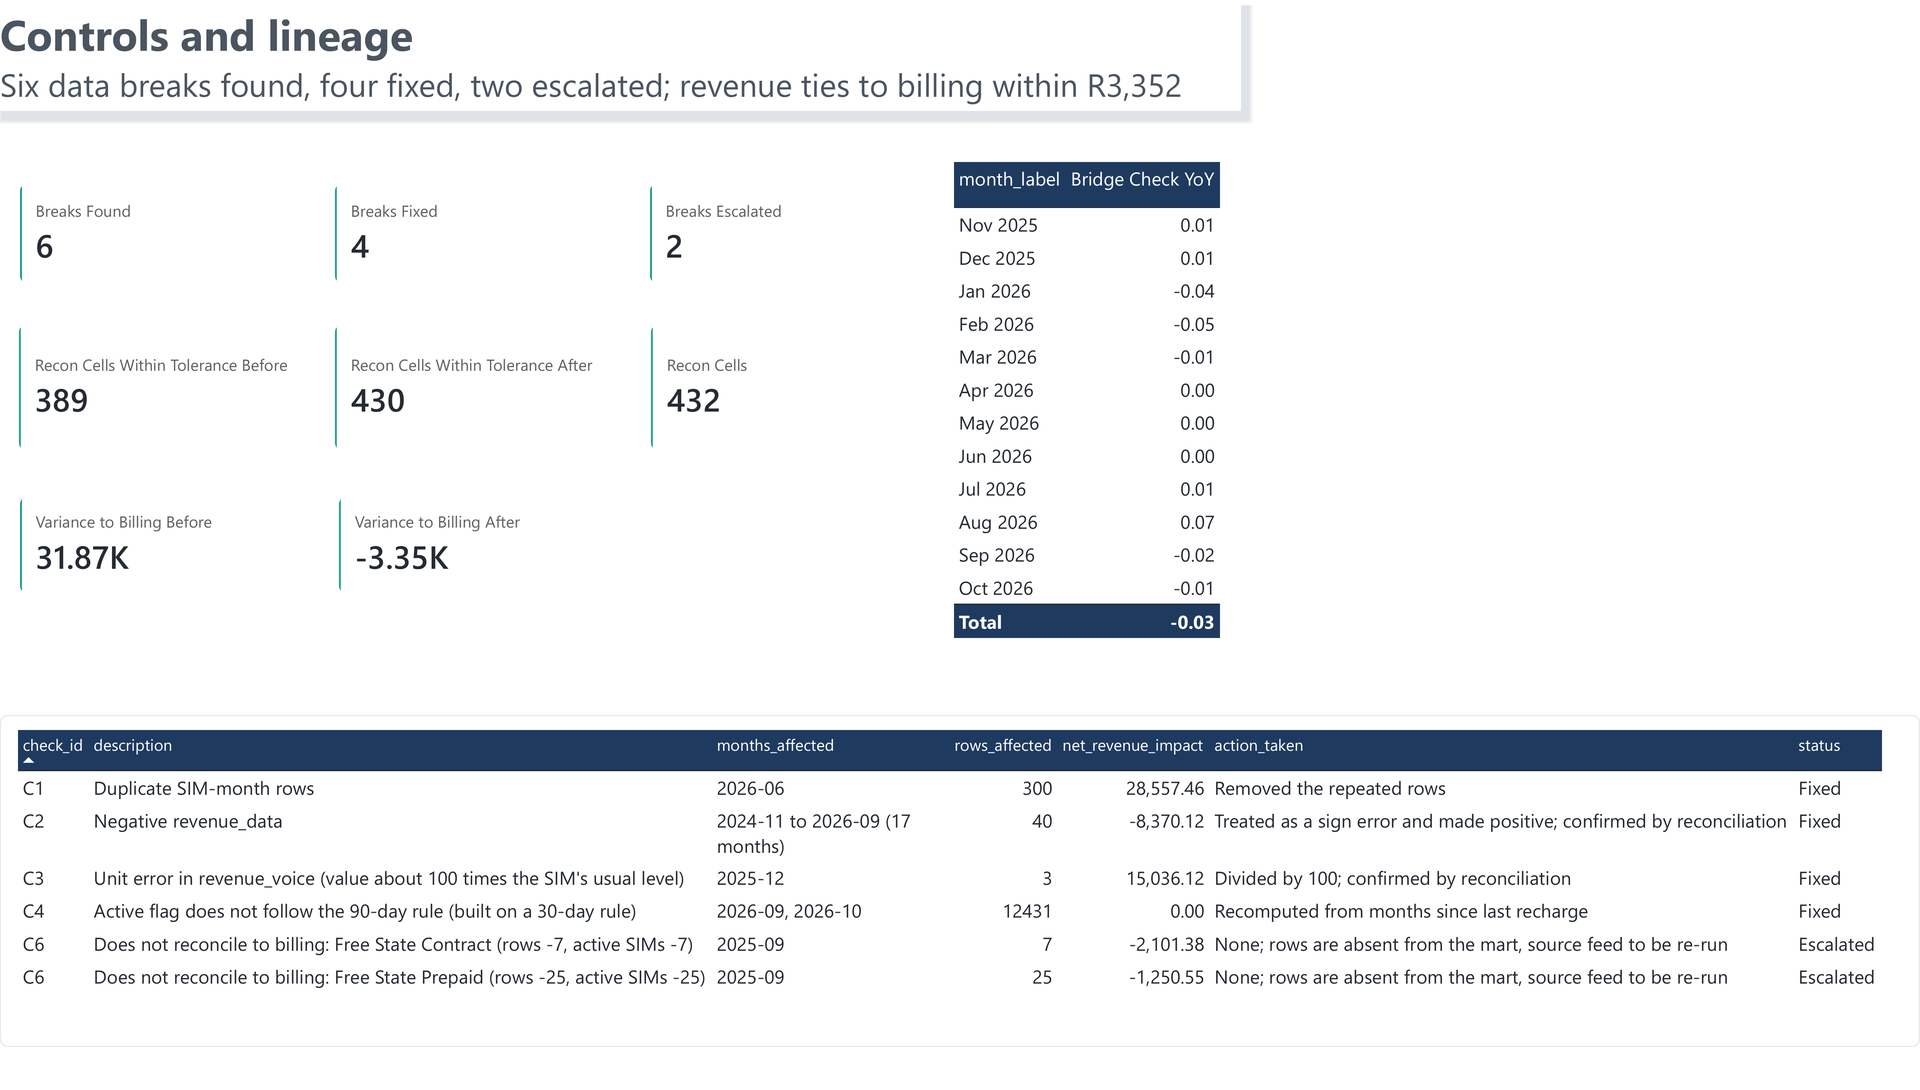 Controls and lineage
Six data breaks found, four fixed, two escalated; revenue ties to billing within R3,352
Breaks Found
6
Breaks Fixed
4
Breaks Escalated
2
Recon Cells Within Tolerance Before
389
Recon Cells Within Tolerance After
430
Recon Cells
432
Variance to Billing Before
31.87K
Variance to Billing After
-3.35K
month_label Bridge Check YoY
Nov 2025 0.01
Dec 2025 0.01
Jan 2026 -0.04
Feb 2026 -0.05
Mar 2026 -0.01
Apr 2026 0.00
May 2026 0.00
Jun 2026 0.00
Jul 2026 0.01
Aug 2026 0.07
Sep 2026 -0.02
Oct 2026 -0.01
Total -0.03
check_id description months_affected rows_affected net_revenue_impact action_taken status
C1 Duplicate SIM-month rows 2026-06 300 28,557.46 Removed the repeated rows Fixed
C2 Negative revenue_data 2024-11 to 2026-09 (17 40 -8,370.12 Treated as a sign error and made positive; confirmed by reconciliation Fixed
months)
C3 Unit error in revenue_voice (value about 100 times the SIM's usual level) 2025-12 3 15,036.12 Divided by 100; confirmed by reconciliation Fixed
C4 Active flag does not follow the 90-day rule (built on a 30-day rule) 2026-09, 2026-10 12431 0.00 Recomputed from months since last recharge Fixed
C6 Does not reconcile to billing: Free State Contract (rows -7, active SIMs -7) 2025-09 7 -2,101.38 None; rows are absent from the mart, source feed to be re-run Escalated
C6 Does not reconcile to billing: Free State Prepaid (rows -25, active SIMs -25) 2025-09 25 -1,250.55 None; rows are absent from the mart, source feed to be re-run Escalated